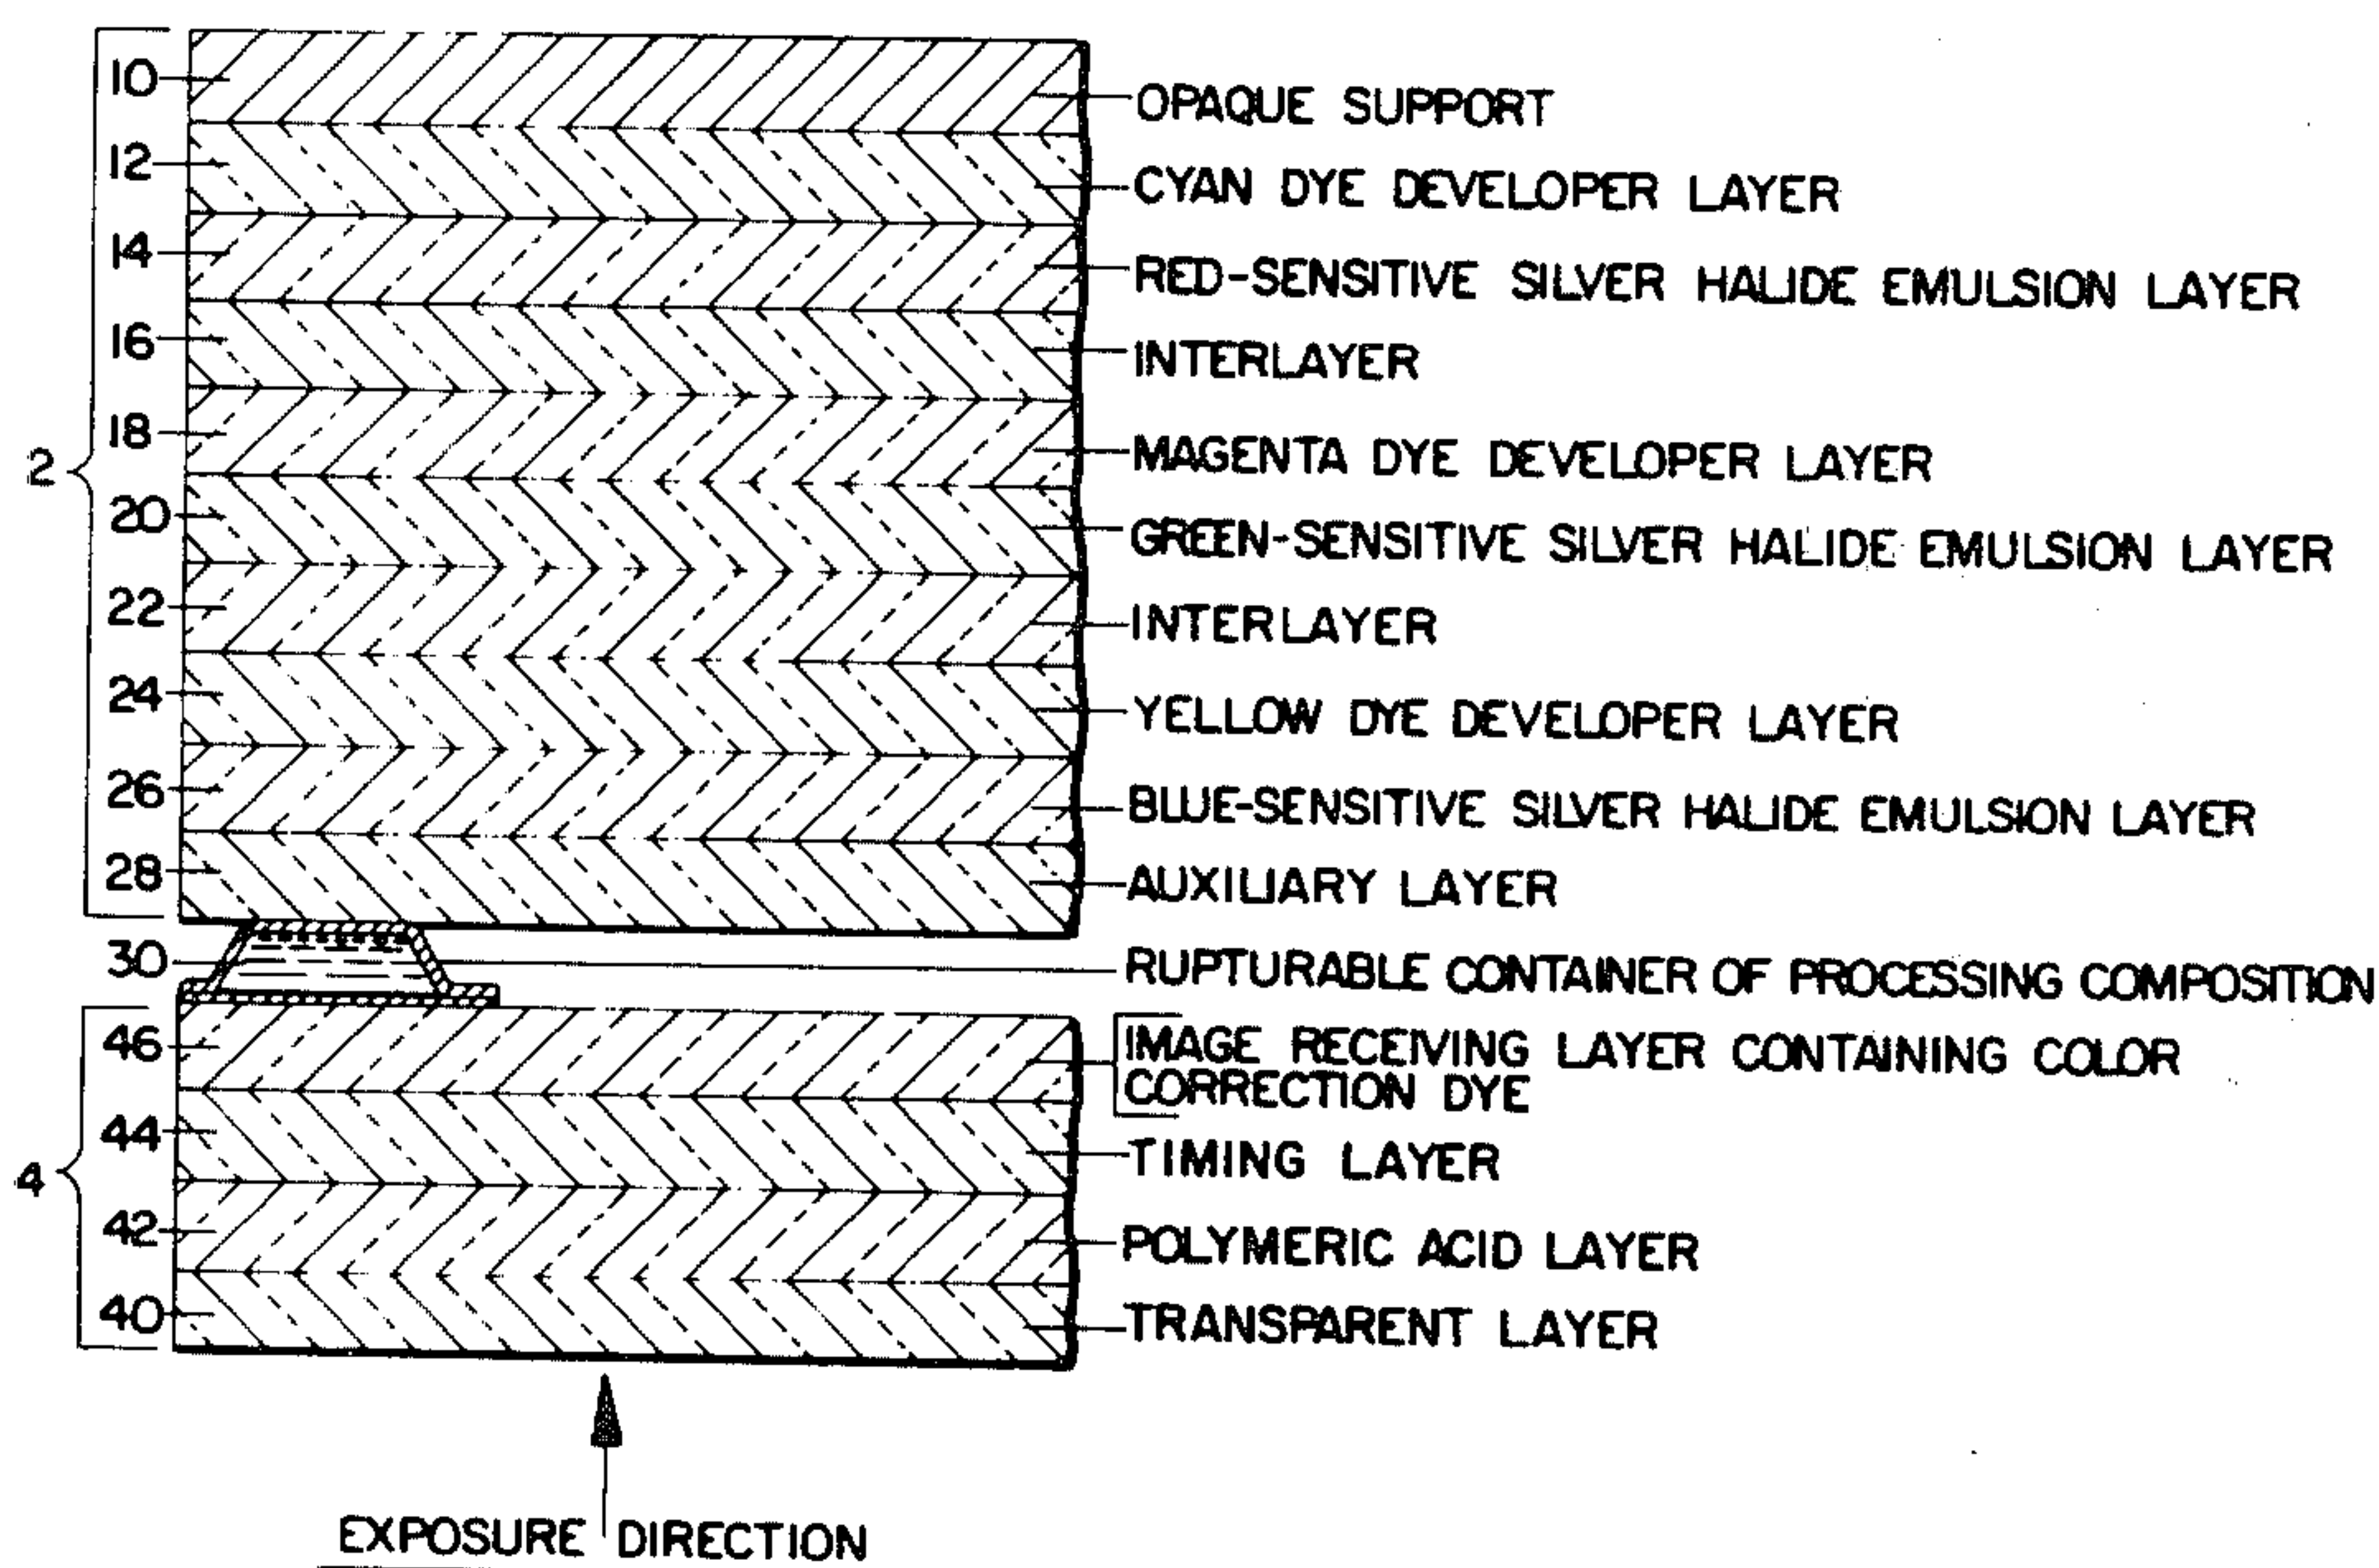 2
10
OPAQUE SUPPORT
12
CYAN DYE DEVELOPER LAYER
14
RED-SENSITIVE SILVER HALIDE EMULSION LAYER
16
INTERLAYER
18
MAGENTA DYE DEVELOPER LAYER
20
GREEN-SENSITIVE SILVER HALIDE EMULSION LAYER
22
INTERLAYER
24
YELLOW DYE DEVELOPER LAYER
26
BLUE-SENSITIVE SILVER HALIDE EMULSION LAYER
28
AUXILIARY LAYER
30
RUPTURABLE CONTAINER OF PROCESSING COMPOSITION
4
46
IMAGE RECEIVING LAYER CONTAINING COLOR
CORRECTION DYE
44
TIMING LAYER
42
POLYMERIC ACID LAYER
40
TRANSPARENT LAYER
EXPOSURE DIRECTION